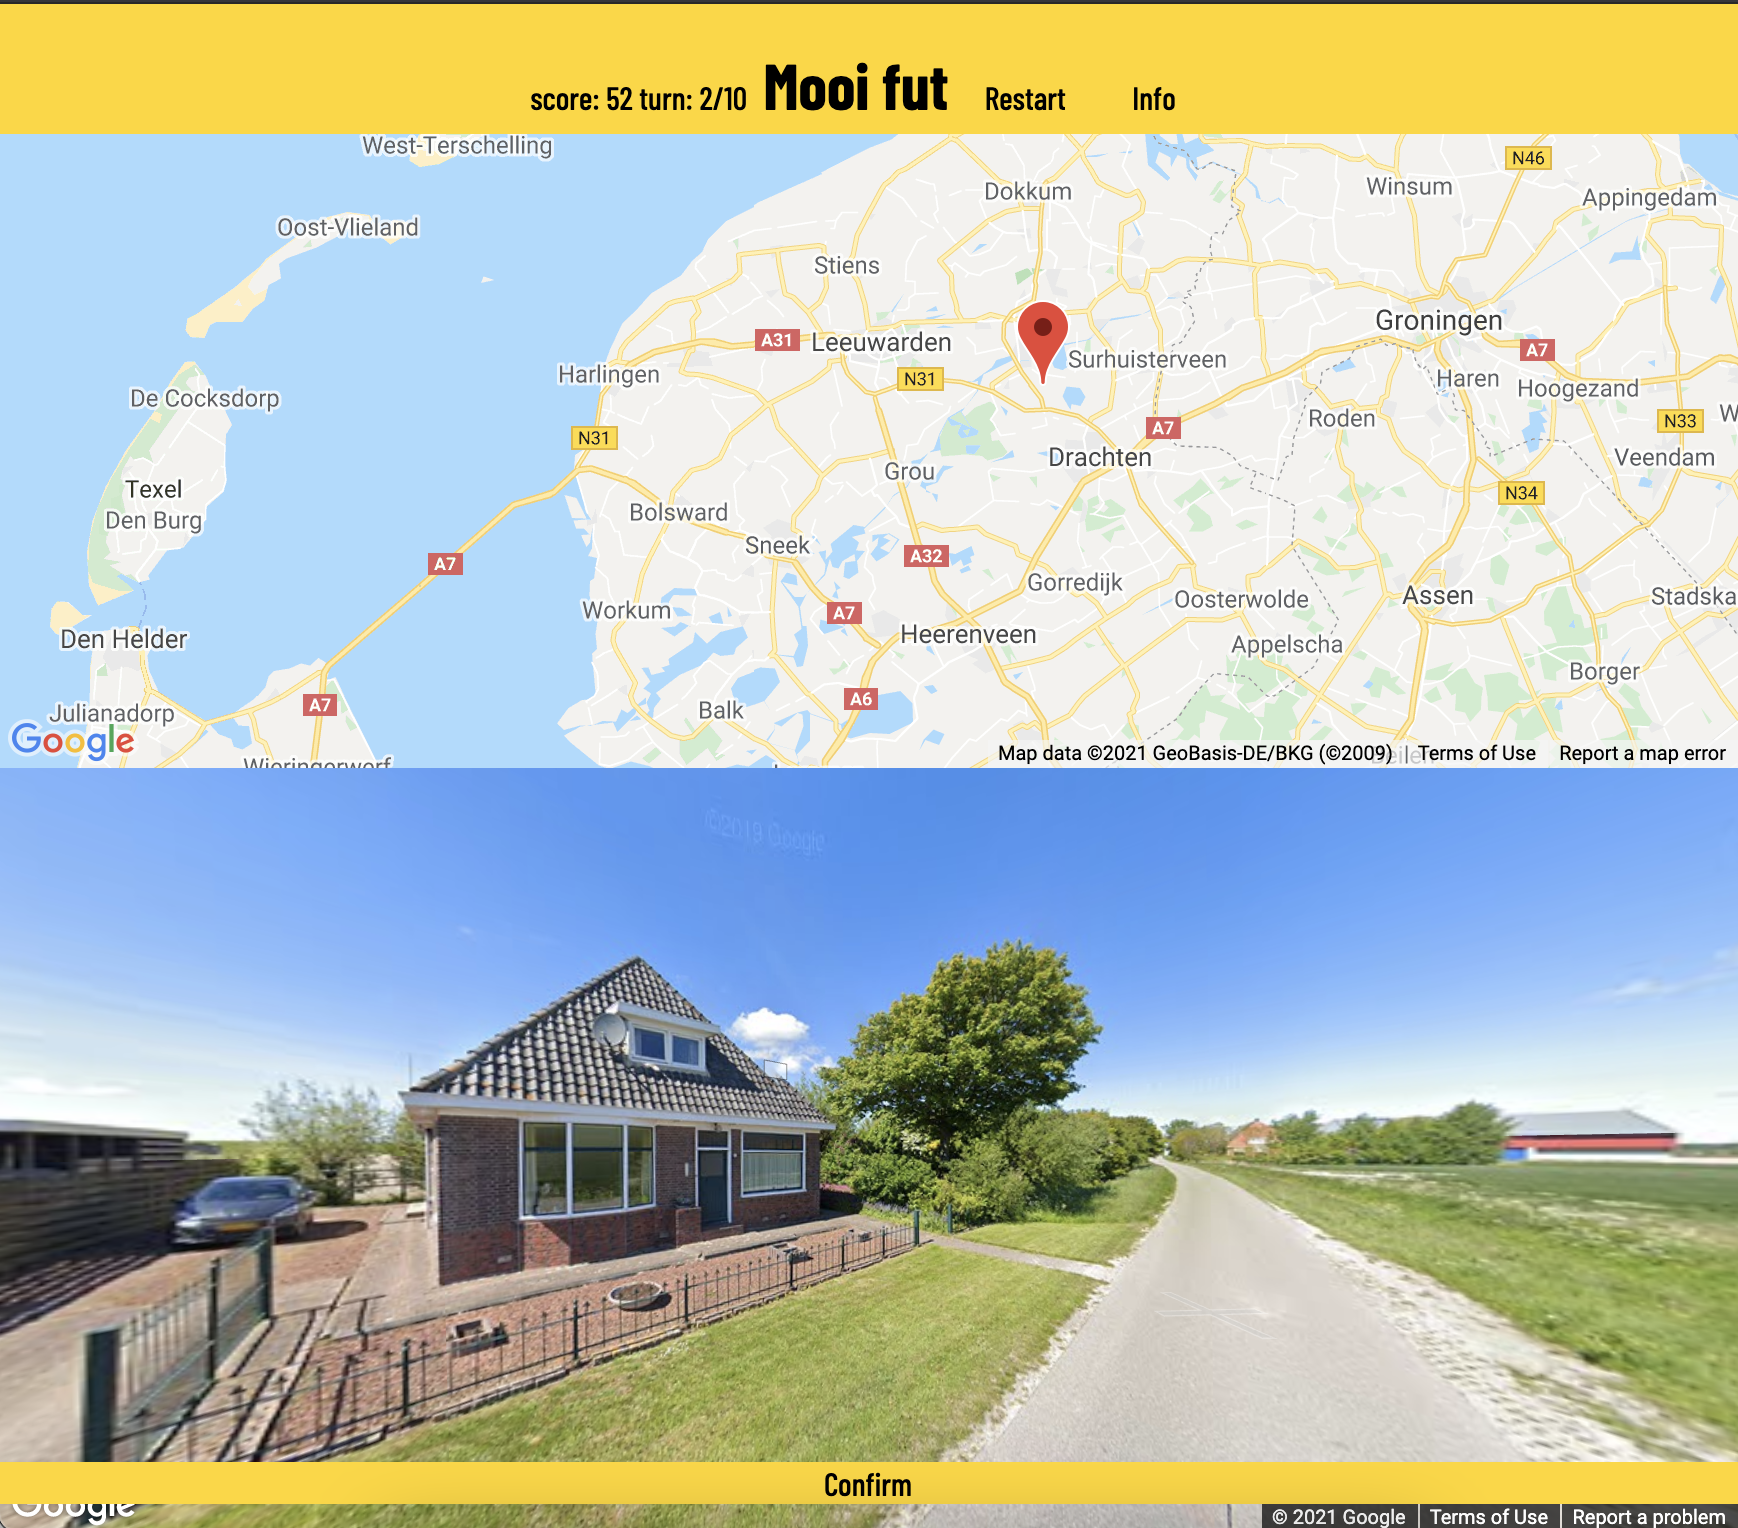 score: 52 turn: 2/10 Mooi fut Restart Info
West-Terschelling
N46
Dokkum
Winsum
Appingedam
Oost-Vlieland
Stiens
Groningen
A31
Leeuwarden
A7
Surhuisterveen
Harlingen
N31
Haren
Hoogezand
De Cocksdorp
Roden
N33
W
A7
N31
Drachten
Veendam
Grou
Texel
N34
Den Burg
Bolsward
Sneek
A32
A7
Gorredijk
Assen
Stadska
Oosterwolde
Workum
A7
Heerenveen
Den Helder
Appelscha
Borger
A6
A7
Balk
Julianadorp
Google
Wieringerwerf
Beilen
Map data ©2021 GeoBasis-DE/BKG (©2009) Terms of Use Report a map error
©2019 Google
Confirm
Google
© 2021 Google Terms of Use Report a problem